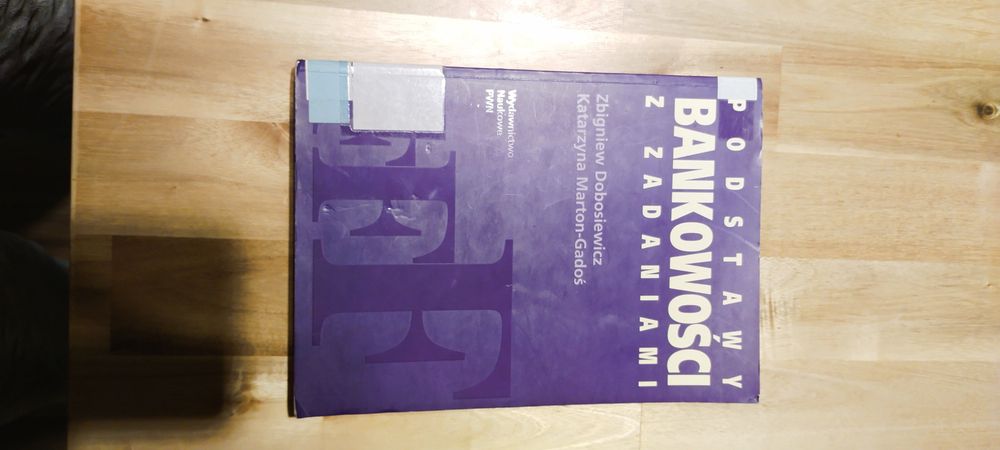 PODSTAWY
BANKOWOŚCI
Z ZADANIAMI
Zbigniew Dobosiewicz
Katarzyna Marton-Gadoś
Wydawnictwo
Naukowe
PWN